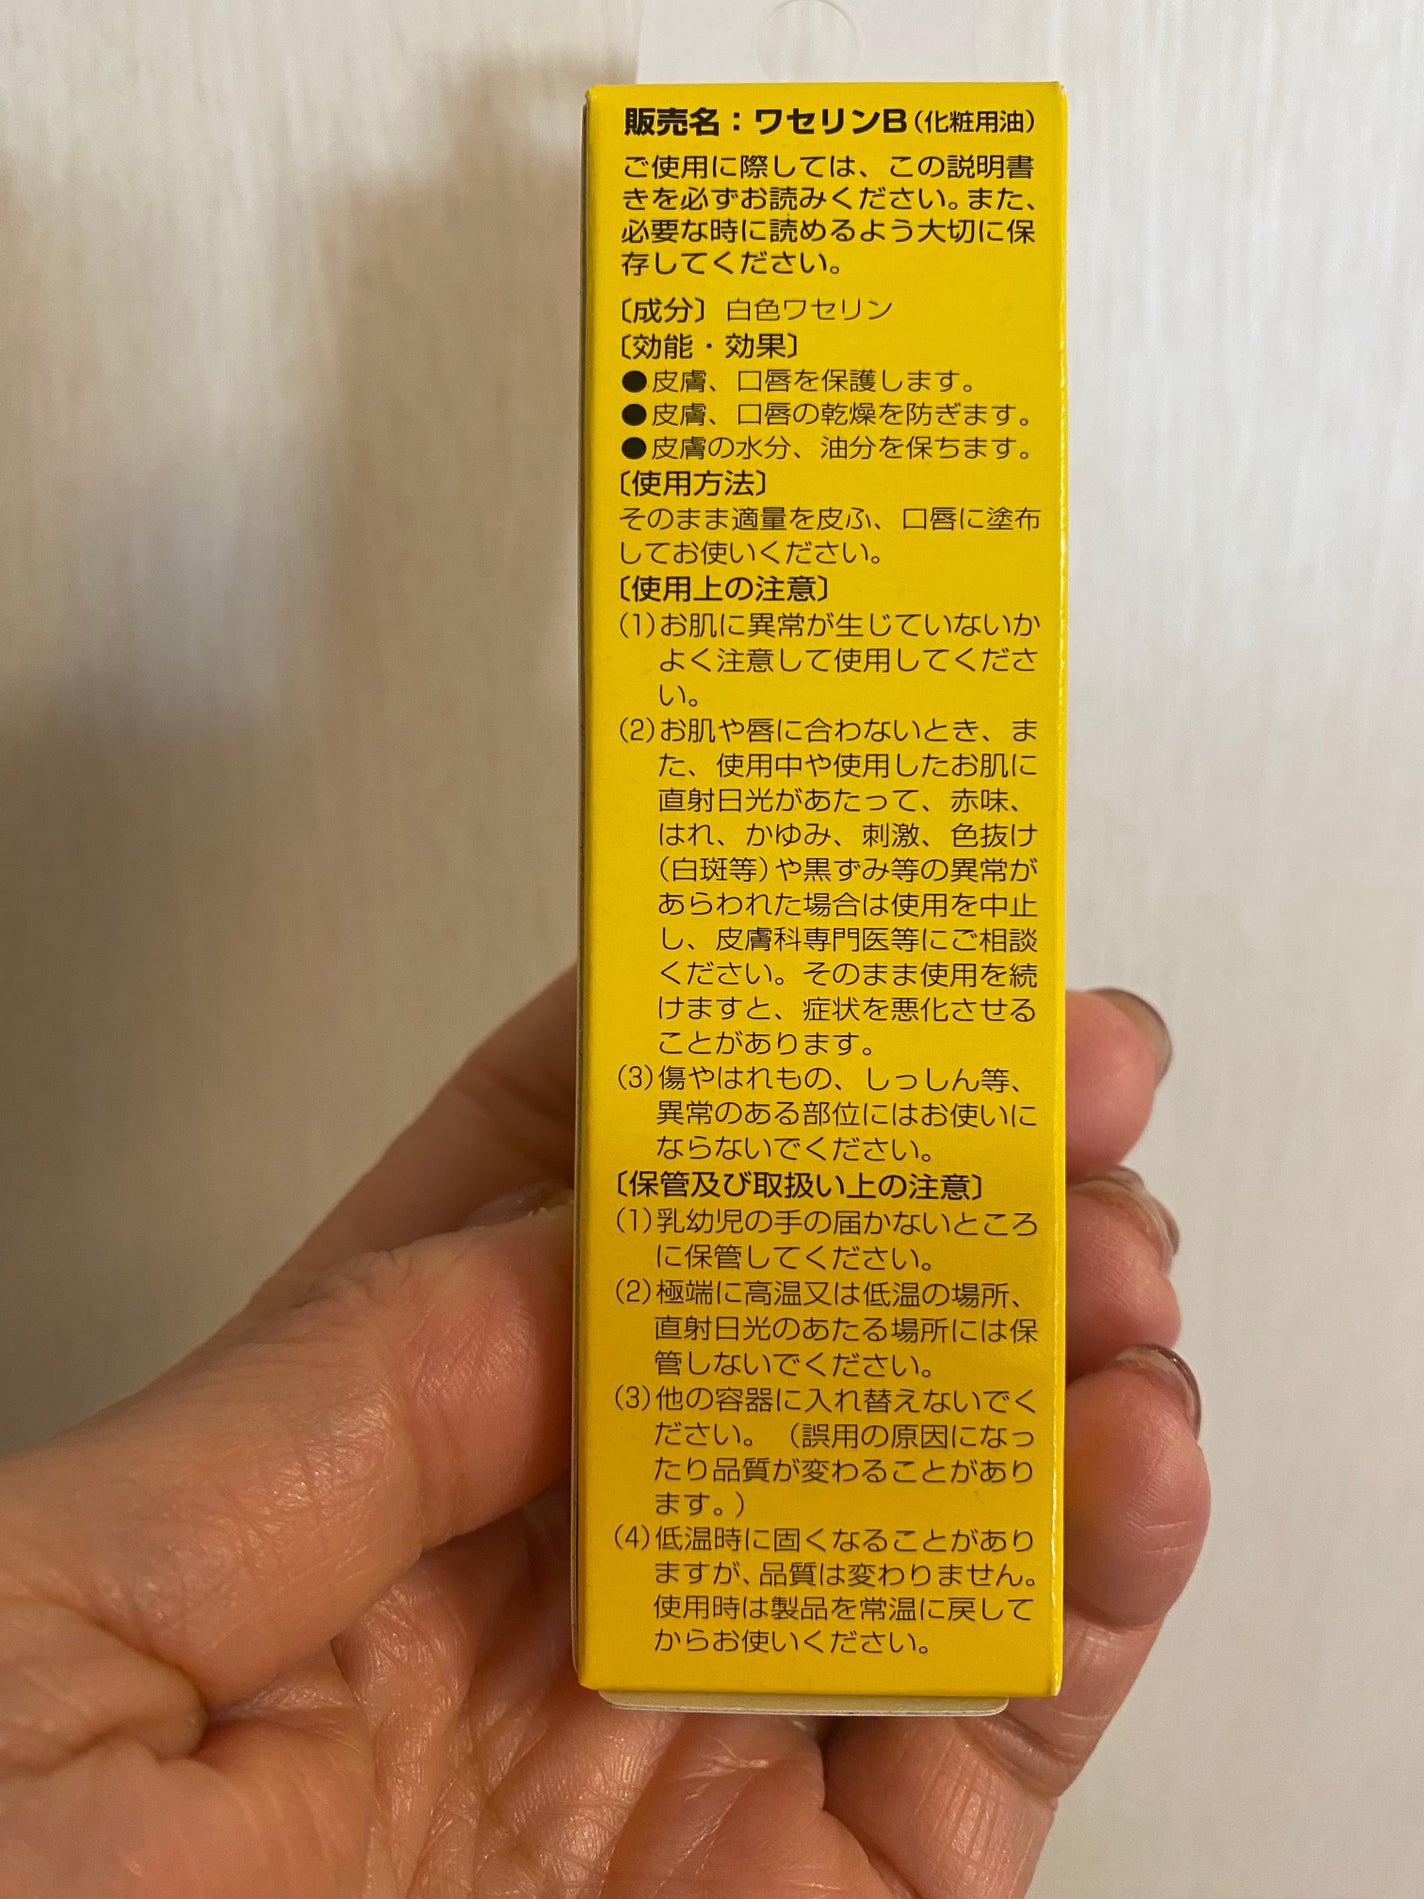 販売名：ワセリンB（化粧用油）
ご使用に際しては、この説明書
きを必ずお読みください。また、
必要な時に読めるよう大切に保
存してください。
〔成分〕白色ワセリン
〔効能・効果〕
●皮膚、口唇を保護します。
●皮膚、口唇の乾燥を防ぎます。
●皮膚の水分、油分を保ちます。
〔使用方法〕
そのまま適量を皮ふ、口唇に塗布
してお使いください。
〔使用上の注意〕
(1)お肌に異常が生じていないか
よく注意して使用してくださ
い。
(2)お肌や唇に合わないとき、ま
た、使用中や使用したお肌に
直射日光があたって、赤味、
はれ、かゆみ、刺激、色抜け
(白斑等)や黒ずみ等の異常が
あらわれた場合は使用を中止
し、皮膚科専門医等にご相談
ください。そのまま使用を続
けますと、症状を悪化させる
ことがあります。
(3)傷やはれもの、しっしん等、
異常のある部位にはお使いに
ならないでください。
〔保管及び取扱い上の注意〕
(1)乳幼児の手の届かないところ
に保管してください。
(2)極端に高温又は低温の場所、
直射日光のあたる場所には保
管しないでください。
(3)他の容器に入れ替えないでく
ださい。（誤用の原因になっ
たり品質が変わることがあり
ます。）
(4)低温時に固くなることがあり
ますが、品質は変わりません。
使用時は製品を常温に戻して
からお使いください。